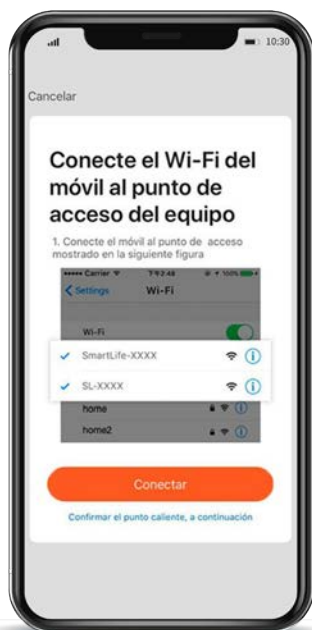 10:30
Cancelar
Conecte el Wi-Fi del
móvil al punto de
acceso del equipo
1. Conecte el móvil al punto de acceso
mostrado en la siguiente figura
Carrier 100%
Settings Wi-Fi
Wi-Fi
SmartLife-XXXX
SL-XXXX
home
home2
Conectar
Confirmar el punto caliente, a continuación